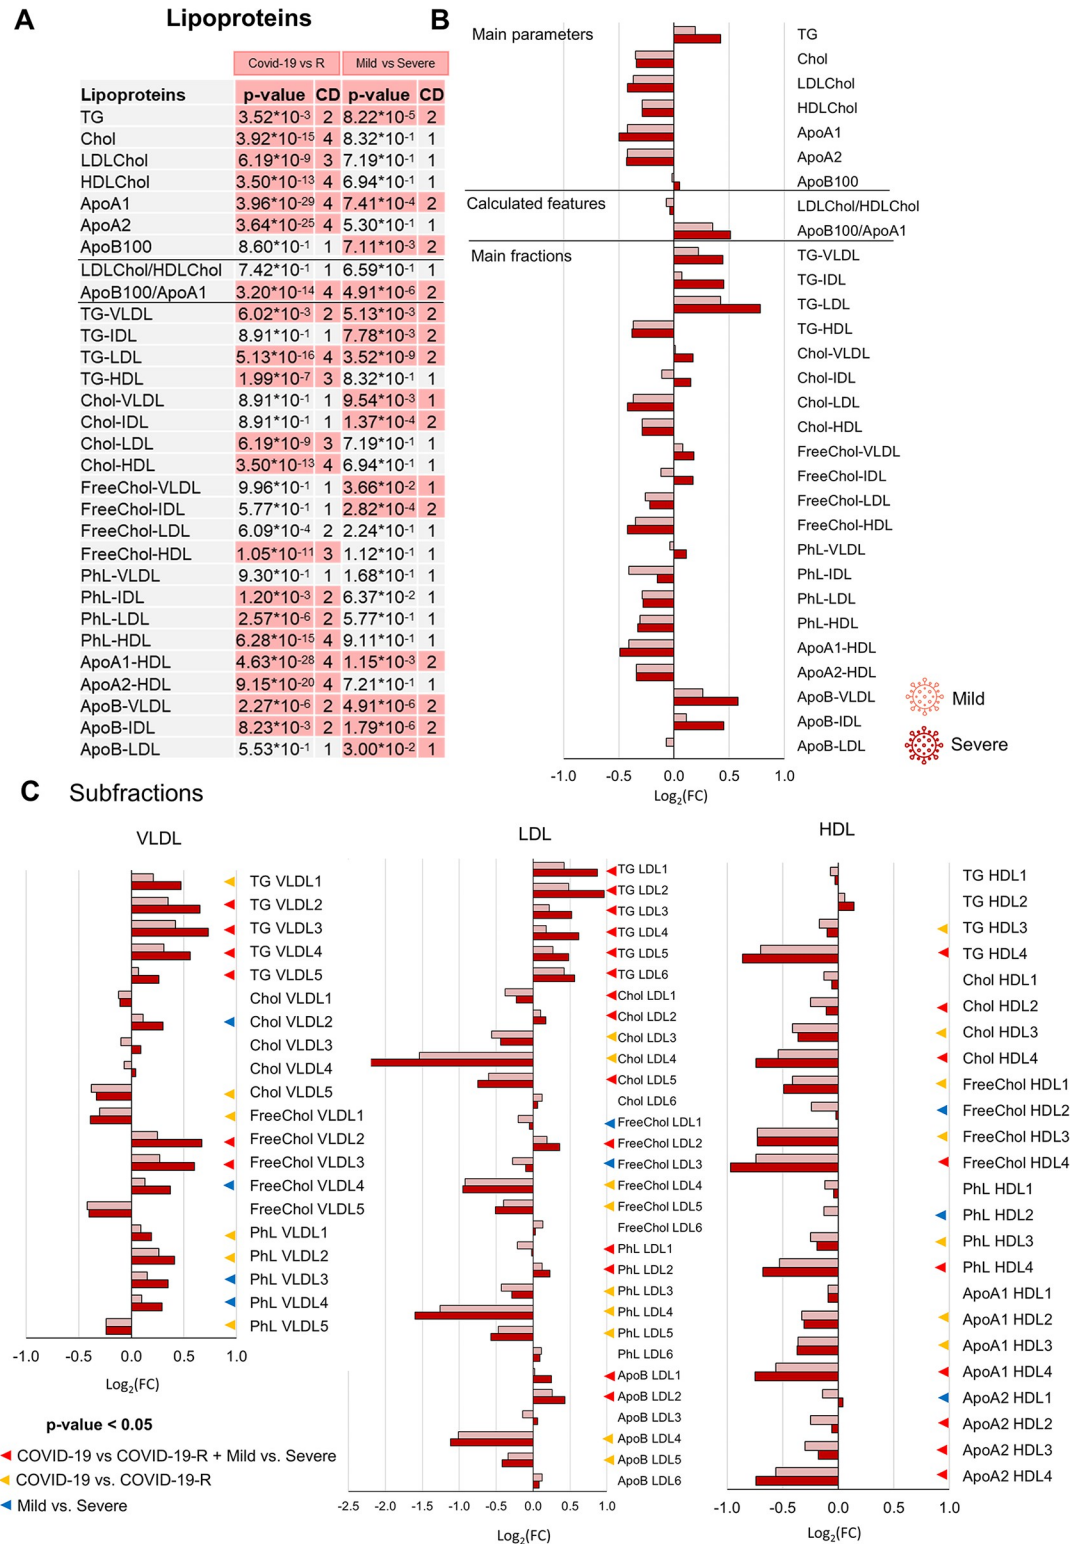 A
Lipoproteins
Covid-19 vs R Mild vs Severe
Lipoproteins p-value CD p-value CD
TG 3.52*10-3 2 8.22*10-5 2
Chol 3.92*10-15 4 8.32*10-1 1
LDLChol 6.19*10-9 3 7.19*10-1 1
HDLChol 3.50*10-13 4 6.94*10-1 1
ApoA1 3.96*10-29 4 7.41*10-4 2
ApoA2 3.64*10-25 4 5.30*10-1 1
ApoB100 8.60*10-1 1 7.11*10-3 2
LDLChol/HDLChol 7.42*10-1 1 6.59*10-1 1
ApoB100/ApoA1 3.20*10-14 4 4.91*10-6 2
TG-VLDL 6.02*10-3 2 5.13*10-3 2
TG-IDL 8.91*10-1 1 7.78*10-3 2
TG-LDL 5.13*10-16 4 3.52*10-9 2
TG-HDL 1.99*10-7 3 8.32*10-1 1
Chol-VLDL 8.91*10-1 1 9.54*10-3 1
Chol-IDL 8.91*10-1 1 1.37*10-4 2
Chol-LDL 6.19*10-9 3 7.19*10-1 1
Chol-HDL 3.50*10-13 4 6.94*10-1 1
FreeChol-VLDL 9.96*10-1 1 3.66*10-2 1
FreeChol-IDL 5.77*10-1 1 2.82*10-4 2
FreeChol-LDL 6.09*10-4 2 2.24*10-1 1
FreeChol-HDL 1.05*10-11 3 1.12*10-1 1
PhL-VLDL 9.30*10-1 1 1.68*10-1 1
PhL-IDL 1.20*10-3 2 6.37*10-2 1
PhL-LDL 2.57*10-6 2 5.77*10-1 1
PhL-HDL 6.28*10-15 4 9.11*10-1 1
ApoA1-HDL 4.63*10-28 4 1.15*10-3 2
ApoA2-HDL 9.15*10-20 4 7.21*10-1 1
ApoB-VLDL 2.27*10-6 2 4.91*10-6 2
ApoB-IDL 8.23*10-3 2 1.79*10-6 2
ApoB-LDL 5.53*10-1 1 3.00*10-2 1
B
Main parameters
TG
Chol
LDLChol
HDLChol
ApoA1
ApoA2
ApoB100
Calculated features
LDLChol/HDLChol
ApoB100/ApoA1
Main fractions
TG-VLDL
TG-IDL
TG-LDL
TG-HDL
Chol-VLDL
Chol-IDL
Chol-LDL
Chol-HDL
FreeChol-VLDL
FreeChol-IDL
FreeChol-LDL
FreeChol-HDL
PhL-VLDL
PhL-IDL
PhL-LDL
PhL-HDL
ApoA1-HDL
ApoA2-HDL
ApoB-VLDL
ApoB-IDL
ApoB-LDL
Mild
Severe
-1.0 -0.5 0.0 0.5 1.0
Log2(FC)
C Subfractions
VLDL
TG VLDL1
TG VLDL2
TG VLDL3
TG VLDL4
TG VLDL5
Chol VLDL1
Chol VLDL2
Chol VLDL3
Chol VLDL4
Chol VLDL5
FreeChol VLDL1
FreeChol VLDL2
FreeChol VLDL3
FreeChol VLDL4
FreeChol VLDL5
PhL VLDL1
PhL VLDL2
PhL VLDL3
PhL VLDL4
PhL VLDL5
-1.0 -0.5 0.0 0.5 1.0
Log2(FC)
p-value < 0.05
COVID-19 vs COVID-19-R + Mild vs. Severe
COVID-19 vs. COVID-19-R
Mild vs. Severe
LDL
TG LDL1
TG LDL2
TG LDL3
TG LDL4
TG LDL5
TG LDL6
Chol LDL1
Chol LDL2
Chol LDL3
Chol LDL4
Chol LDL5
Chol LDL6
FreeChol LDL1
FreeChol LDL2
FreeChol LDL3
FreeChol LDL4
FreeChol LDL5
FreeChol LDL6
PhL LDL1
PhL LDL2
PhL LDL3
PhL LDL4
PhL LDL5
PhL LDL6
ApoB LDL1
ApoB LDL2
ApoB LDL3
ApoB LDL4
ApoB LDL5
ApoB LDL6
-2.5 -2.0 -1.5 -1.0 -0.5 0.0 0.5 1.0
Log2(FC)
HDL
TG HDL1
TG HDL2
TG HDL3
TG HDL4
Chol HDL1
Chol HDL2
Chol HDL3
Chol HDL4
FreeChol HDL1
FreeChol HDL2
FreeChol HDL3
FreeChol HDL4
PhL HDL1
PhL HDL2
PhL HDL3
PhL HDL4
ApoA1 HDL1
ApoA1 HDL2
ApoA1 HDL3
ApoA1 HDL4
ApoA2 HDL1
ApoA2 HDL2
ApoA2 HDL3
ApoA2 HDL4
-1.0 -0.5 0.0 0.5 1.0
Log2(FC)